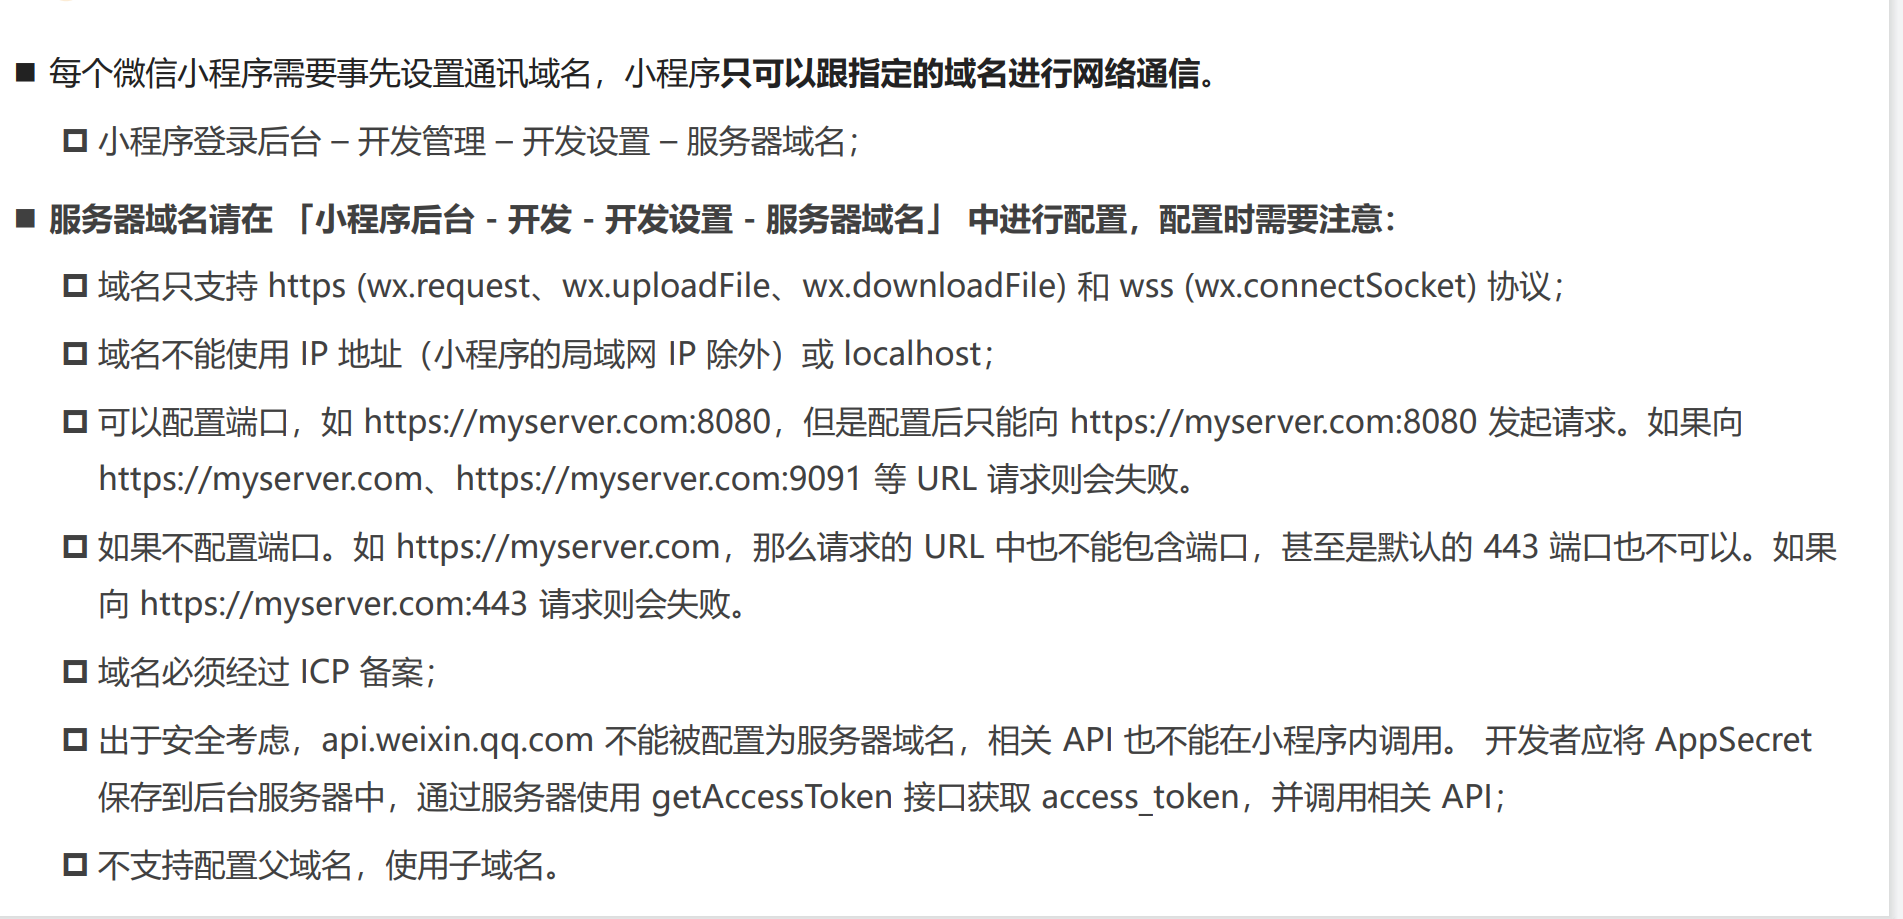 每个微信小程序需要事先设置通讯域名，小程序只可以跟指定的域名进行网络通信。
小程序登录后台 – 开发管理 – 开发设置 – 服务器域名；
服务器域名请在 「小程序后台 - 开发 - 开发设置 - 服务器域名」 中进行配置，配置时需要注意：
域名只支持 https (wx.request、wx.uploadFile、wx.downloadFile) 和 wss (wx.connectSocket) 协议；
域名不能使用 IP 地址（小程序的局域网 IP 除外）或 localhost；
可以配置端口，如 https://myserver.com:8080，但是配置后只能向 https://myserver.com:8080 发起请求。如果向
https://myserver.com、https://myserver.com:9091 等 URL 请求则会失败。
如果不配置端口。如 https://myserver.com，那么请求的 URL 中也不能包含端口，甚至是默认的 443 端口也不可以。如果
向 https://myserver.com:443 请求则会失败。
域名必须经过 ICP 备案；
出于安全考虑，api.weixin.qq.com 不能被配置为服务器域名，相关 API 也不能在小程序内调用。 开发者应将 AppSecret
保存到后台服务器中，通过服务器使用 getAccessToken 接口获取 access_token，并调用相关 API；
不支持配置父域名，使用子域名。